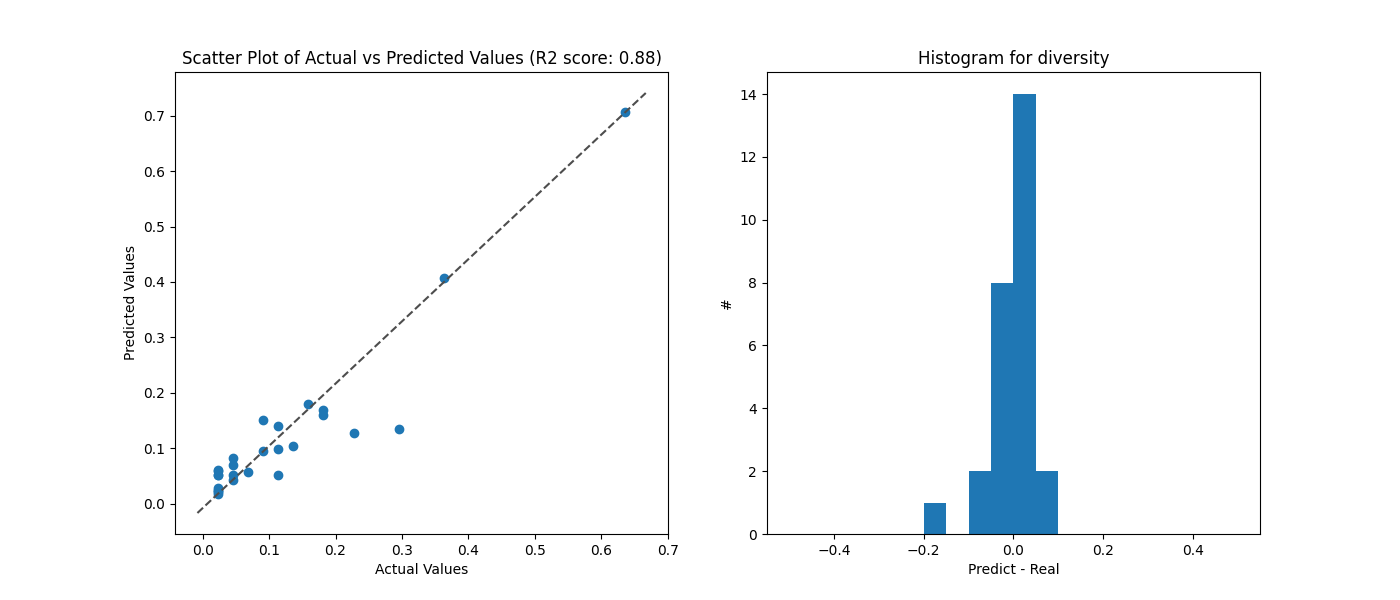 Scatter Plot of Actual vs Predicted Values (R2 score: 0.88)
Predicted Values
0.7
0.6
0.5
0.4
0.3
0.2
0.1
0.0
0.0 0.1 0.2 0.3 0.4 0.5 0.6 0.7
Actual Values
Histogram for diversity
#
14
12
10
8
6
4
2
0
−0.4 −0.2 0.0 0.2 0.4
Predict - Real